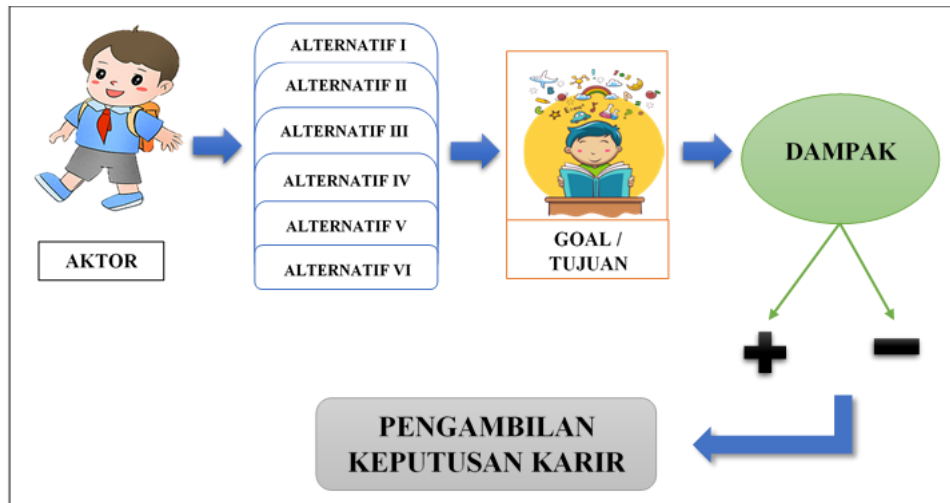 AKTOR
ALTERNATIF I
ALTERNATIF II
ALTERNATIF III
ALTERNATIF IV
ALTERNATIF V
ALTERNATIF VI
GOAL /
TUJUAN
DAMPAK
+
-
PENGAMBILAN
KEPUTUSAN KARIR